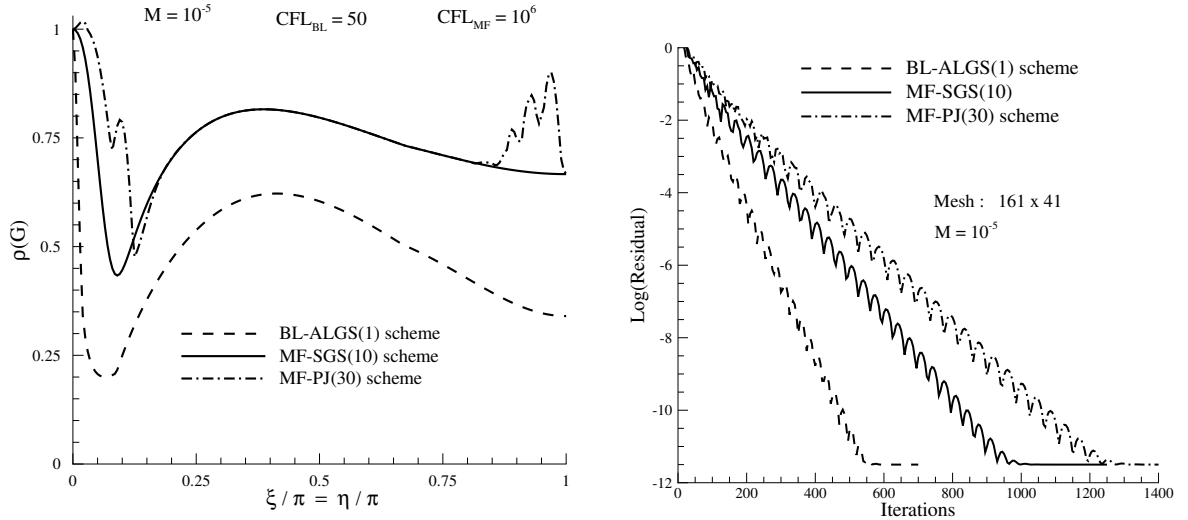 M = 10-5 CFLBL = 50 CFLMF = 106
1
0.75
0.5
0.25
0
ρ(G)
BL-ALGS(1) scheme
MF-SGS(10) scheme
MF-PJ(30) scheme
0 0.25 0.5 0.75 1
ξ / π = η / π
0
-2
-4
-6
-8
-10
-12
Log(Residual)
BL-ALGS(1) scheme
MF-SGS(10)
MF-PJ(30) scheme
Mesh : 161 x 41
M = 10-5
0 200 400 600 800 1000 1200 1400
Iterations